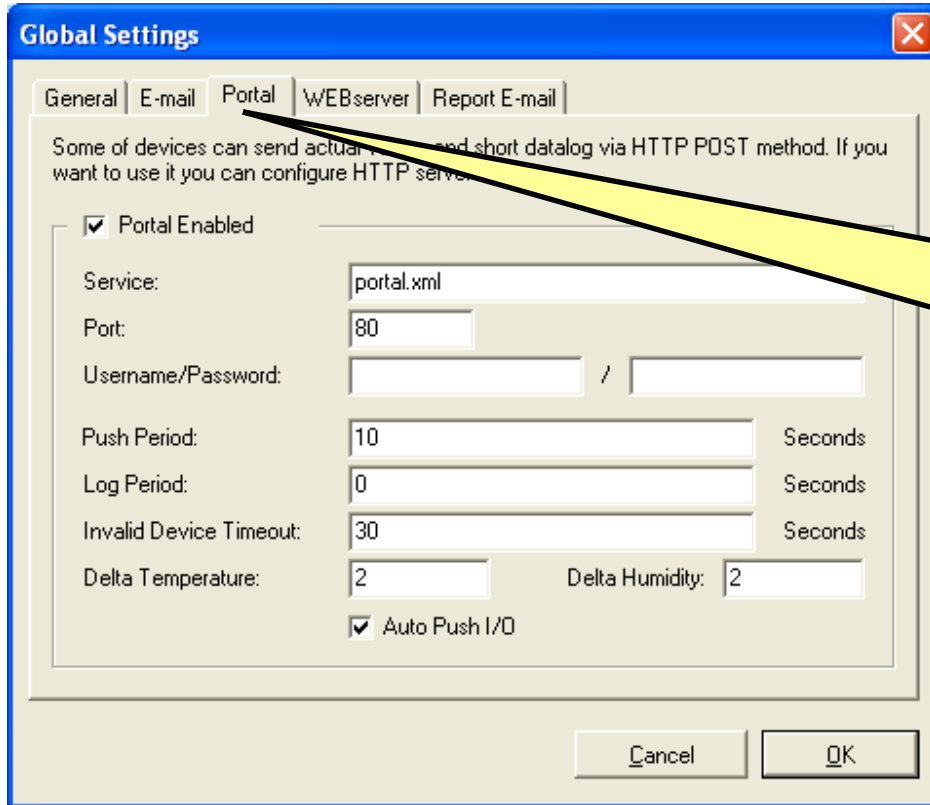 Global Settings
General E-mail Portal WEBserver Report E-mail
Some of devices can send actual and short datalog via HTTP POST method. If you
want to use it you can configure HTTP
Portal Enabled
Service: portal.xml
Port: 80
Username/Password: /
Push Period: 10 Seconds
Log Period: 0 Seconds
Invalid Device Timeout: 30 Seconds
Delta Temperature: 2 Delta Humidity: 2
Auto Push I/O
Cancel OK